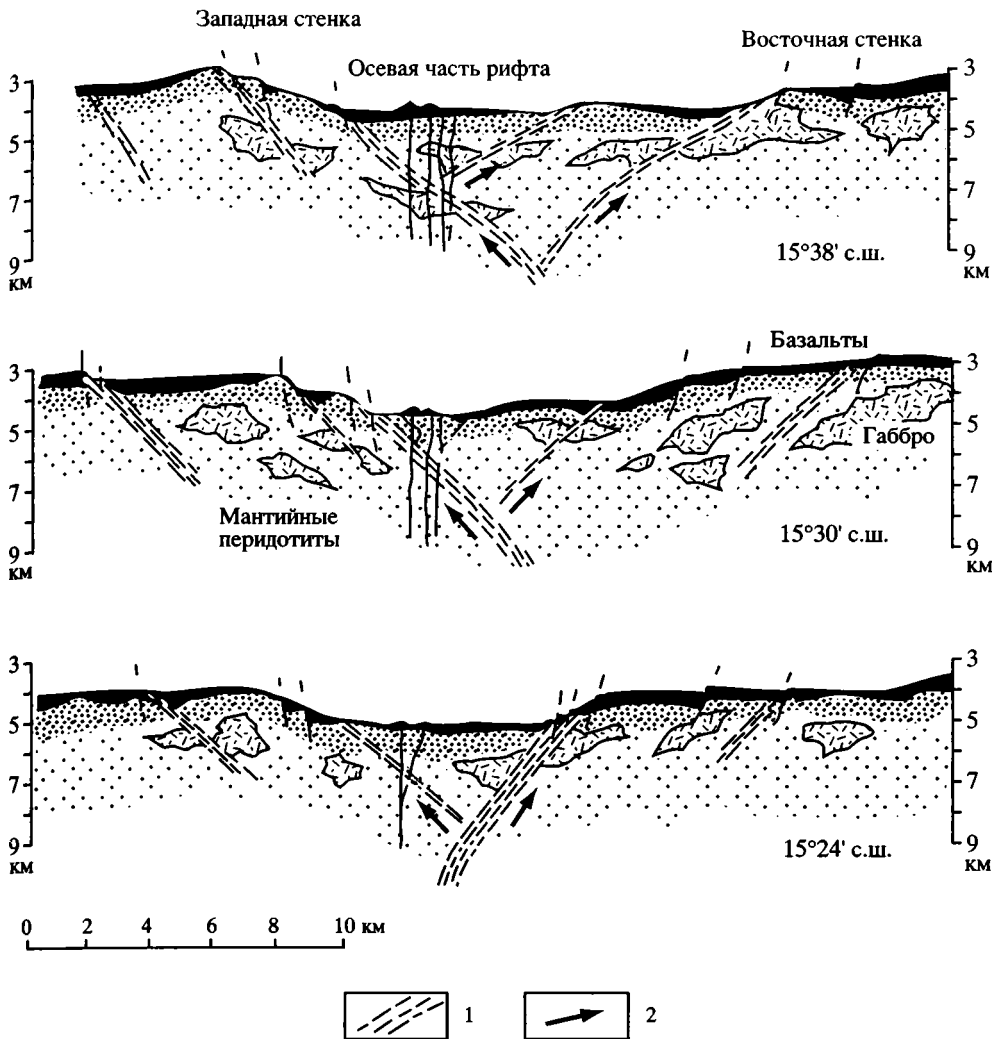 Западная стенка
Восточная стенка
Осевая часть рифта
3
5
7
9
км
3
5
7
9
км
15°38' с.ш.
Базальты
3
5
7
9
км
3
5
7
9
км
Габбро
Мантийные
перидотиты
15°30' с.ш.
3
5
7
9
км
3
5
7
9
км
15°24' с.ш.
0 2 4 6 8 10 км
1
2